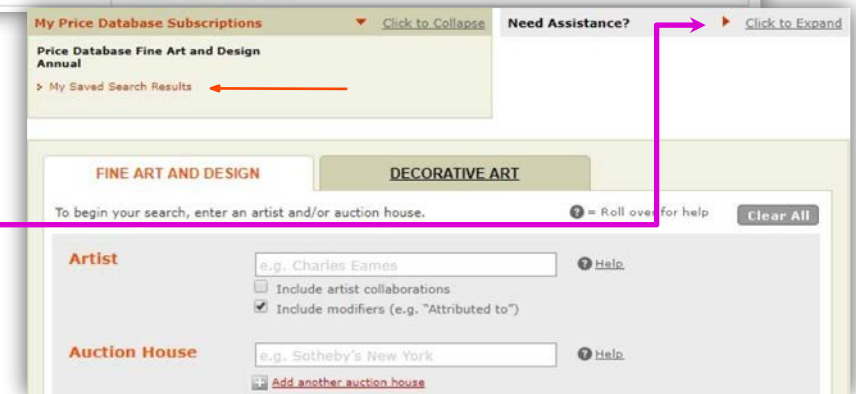 My Price Database Subscriptions Click to Collapse Need Assistance? Click to Expand
Price Database Fine Art and Design
Annual
My Saved Search Results
FINE ART AND DESIGN DECORATIVE ART
To begin your search, enter an artist and/or auction house. ? = Roll over for help Clear All
Artist e.g. Charles Eames ? Help
Include artist collaborations
Include modifiers (e.g. "Attributed to")
Auction House e.g. Sotheby's New York ? Help
Add another auction house